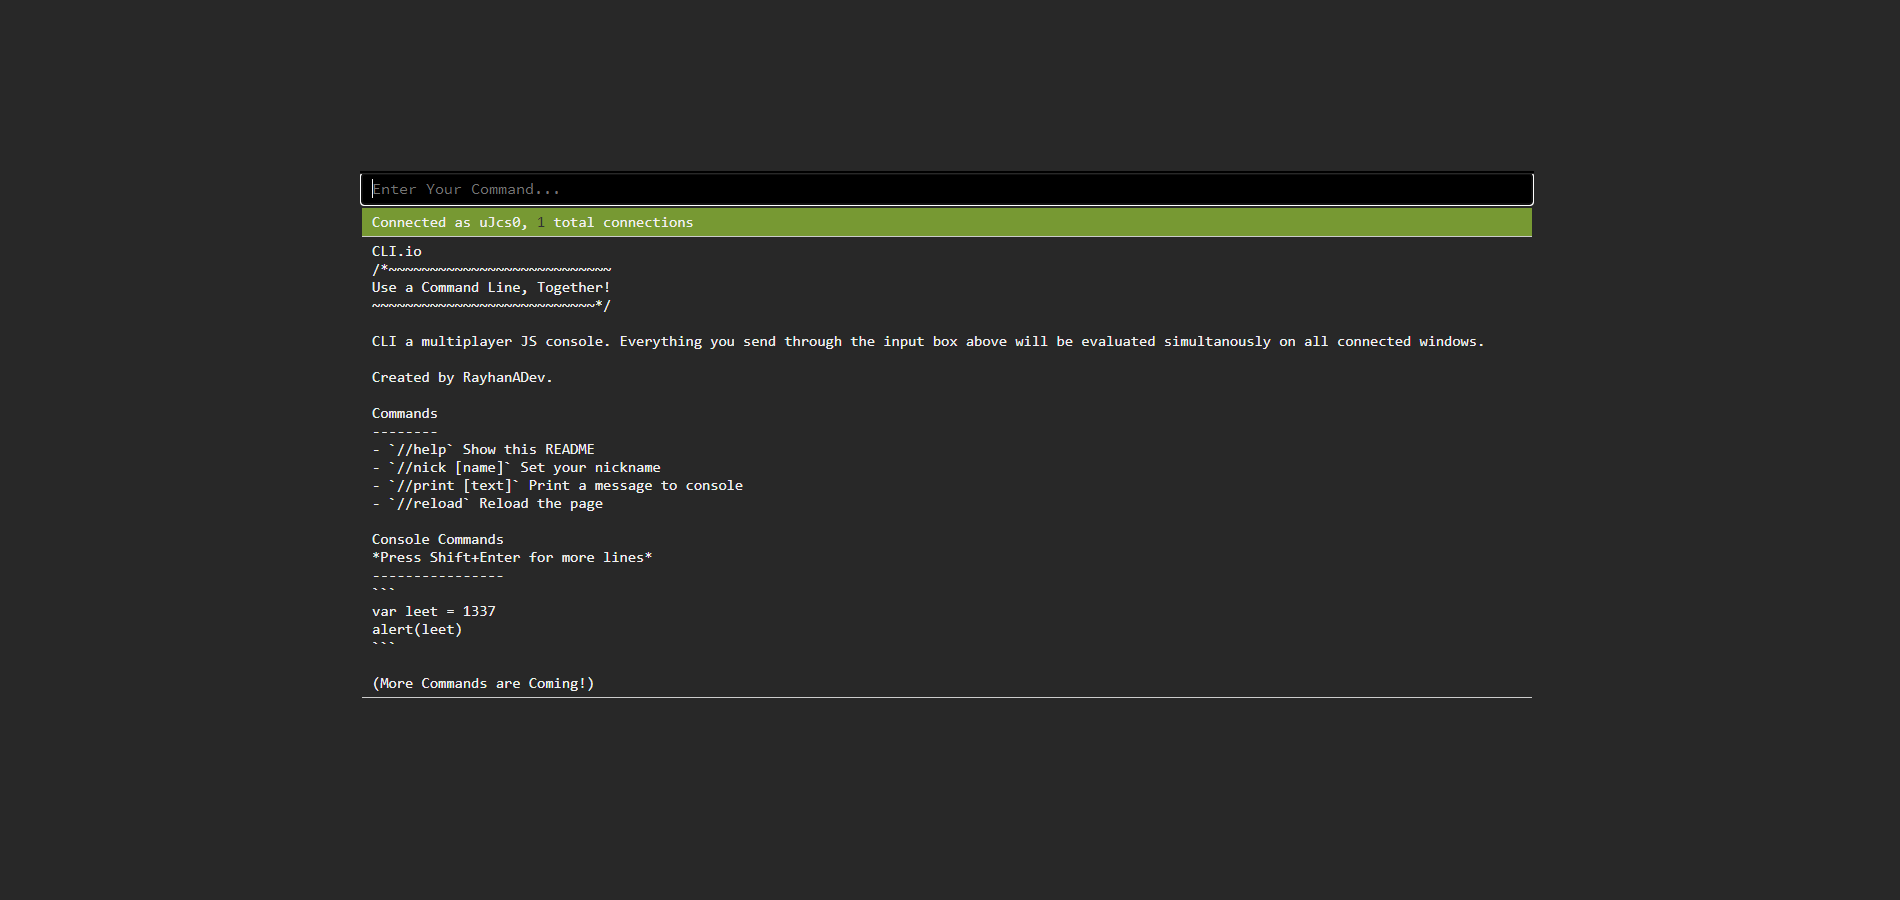 Enter Your Command...
Connected as uJcs0, 1 total connections
CLI.io
/*~~~~~~~~~~~~~~~~~~~~~~~~~~~
Use a Command Line, Together!
~~~~~~~~~~~~~~~~~~~~~~~~~~~*/
CLI a multiplayer JS console. Everything you send through the input box above will be evaluated simultanously on all connected windows.
Created by RayhanADev.
Commands
--------
- `//help` Show this README
- `//nick [name]` Set your nickname
- `//print [text]` Print a message to console
- `//reload` Reload the page
Console Commands
*Press Shift+Enter for more lines*
----------------
```
var leet = 1337
alert(leet)
```
(More Commands are Coming!)